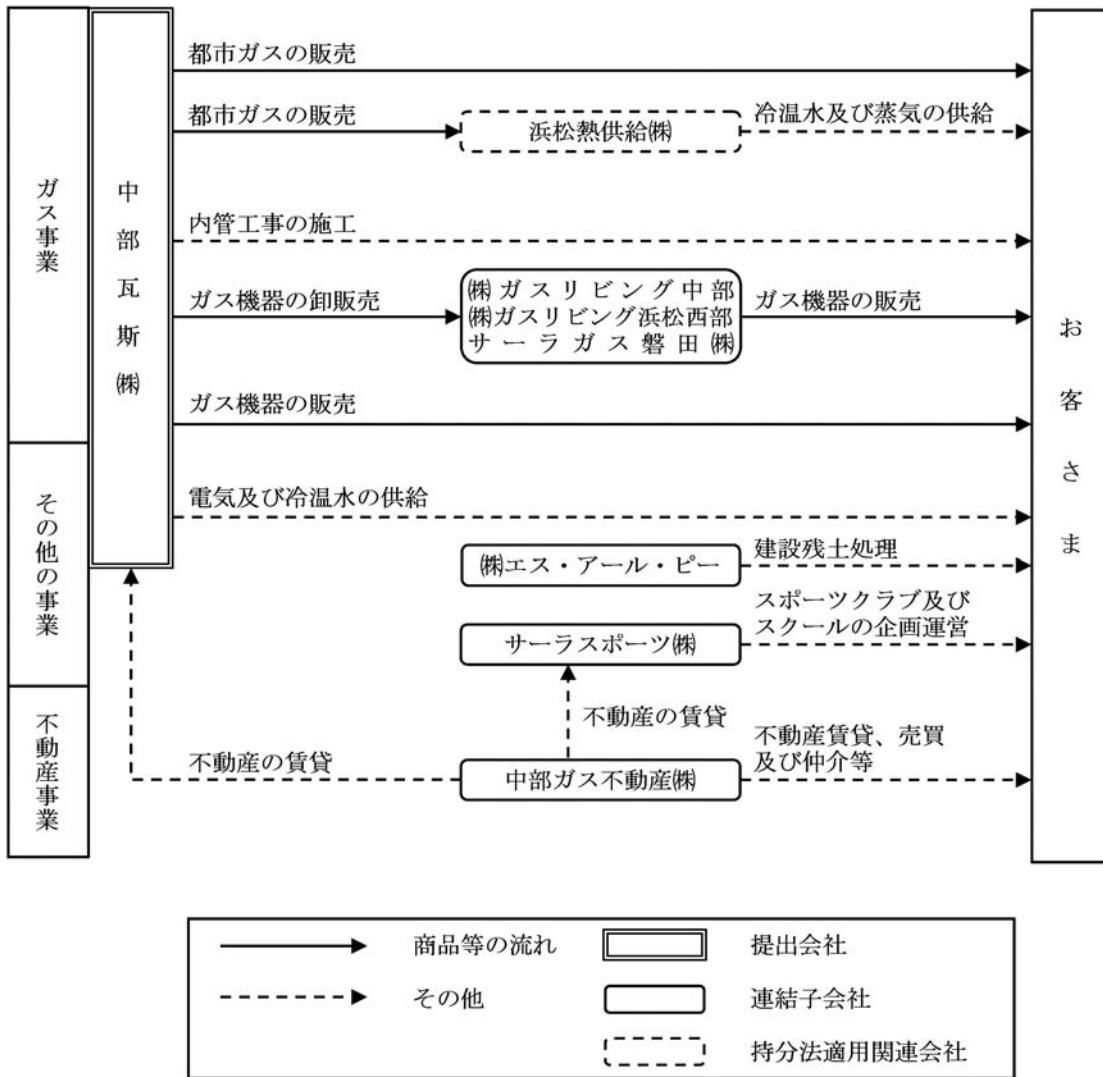 ガス事業
その他の事業
不動産事業
中部瓦斯㈱
都市ガスの販売
都市ガスの販売
浜松熱供給㈱
冷温水及び蒸気の供給
内管工事の施工
ガス機器の卸販売
㈱ガスリビング中部
㈱ガスリビング浜松西部
サーラガス磐田㈱
ガス機器の販売
ガス機器の販売
電気及び冷温水の供給
㈱エス・アール・ピー
建設残土処理
サーラスポーツ㈱
スポーツクラブ及び
スクールの企画運営
不動産の賃貸
不動産の賃貸
中部ガス不動産㈱
不動産賃貸、売買
及び仲介等
お客さま
商品等の流れ
提出会社
その他
連結子会社
持分法適用関連会社